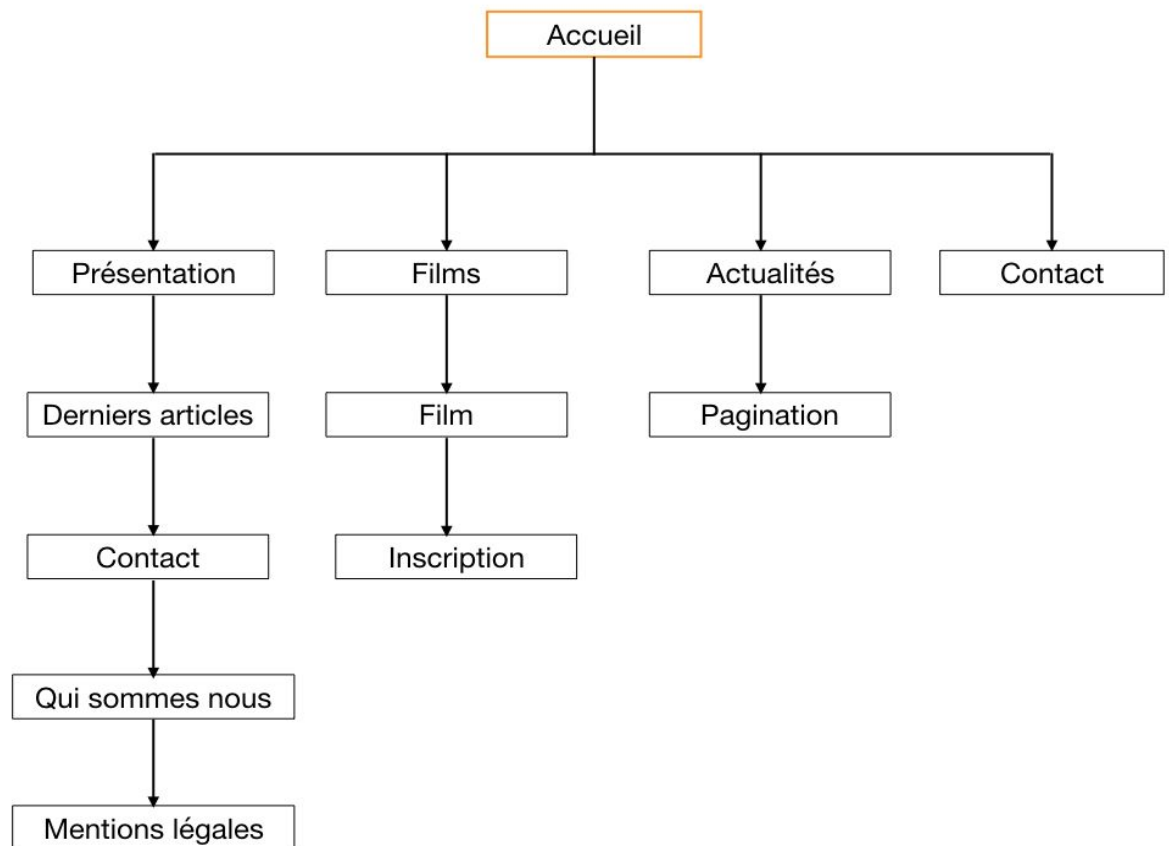 Accueil
Présentation
Films
Actualités
Contact
Derniers articles
Film
Pagination
Contact
Inscription
Qui sommes nous
Mentions légales